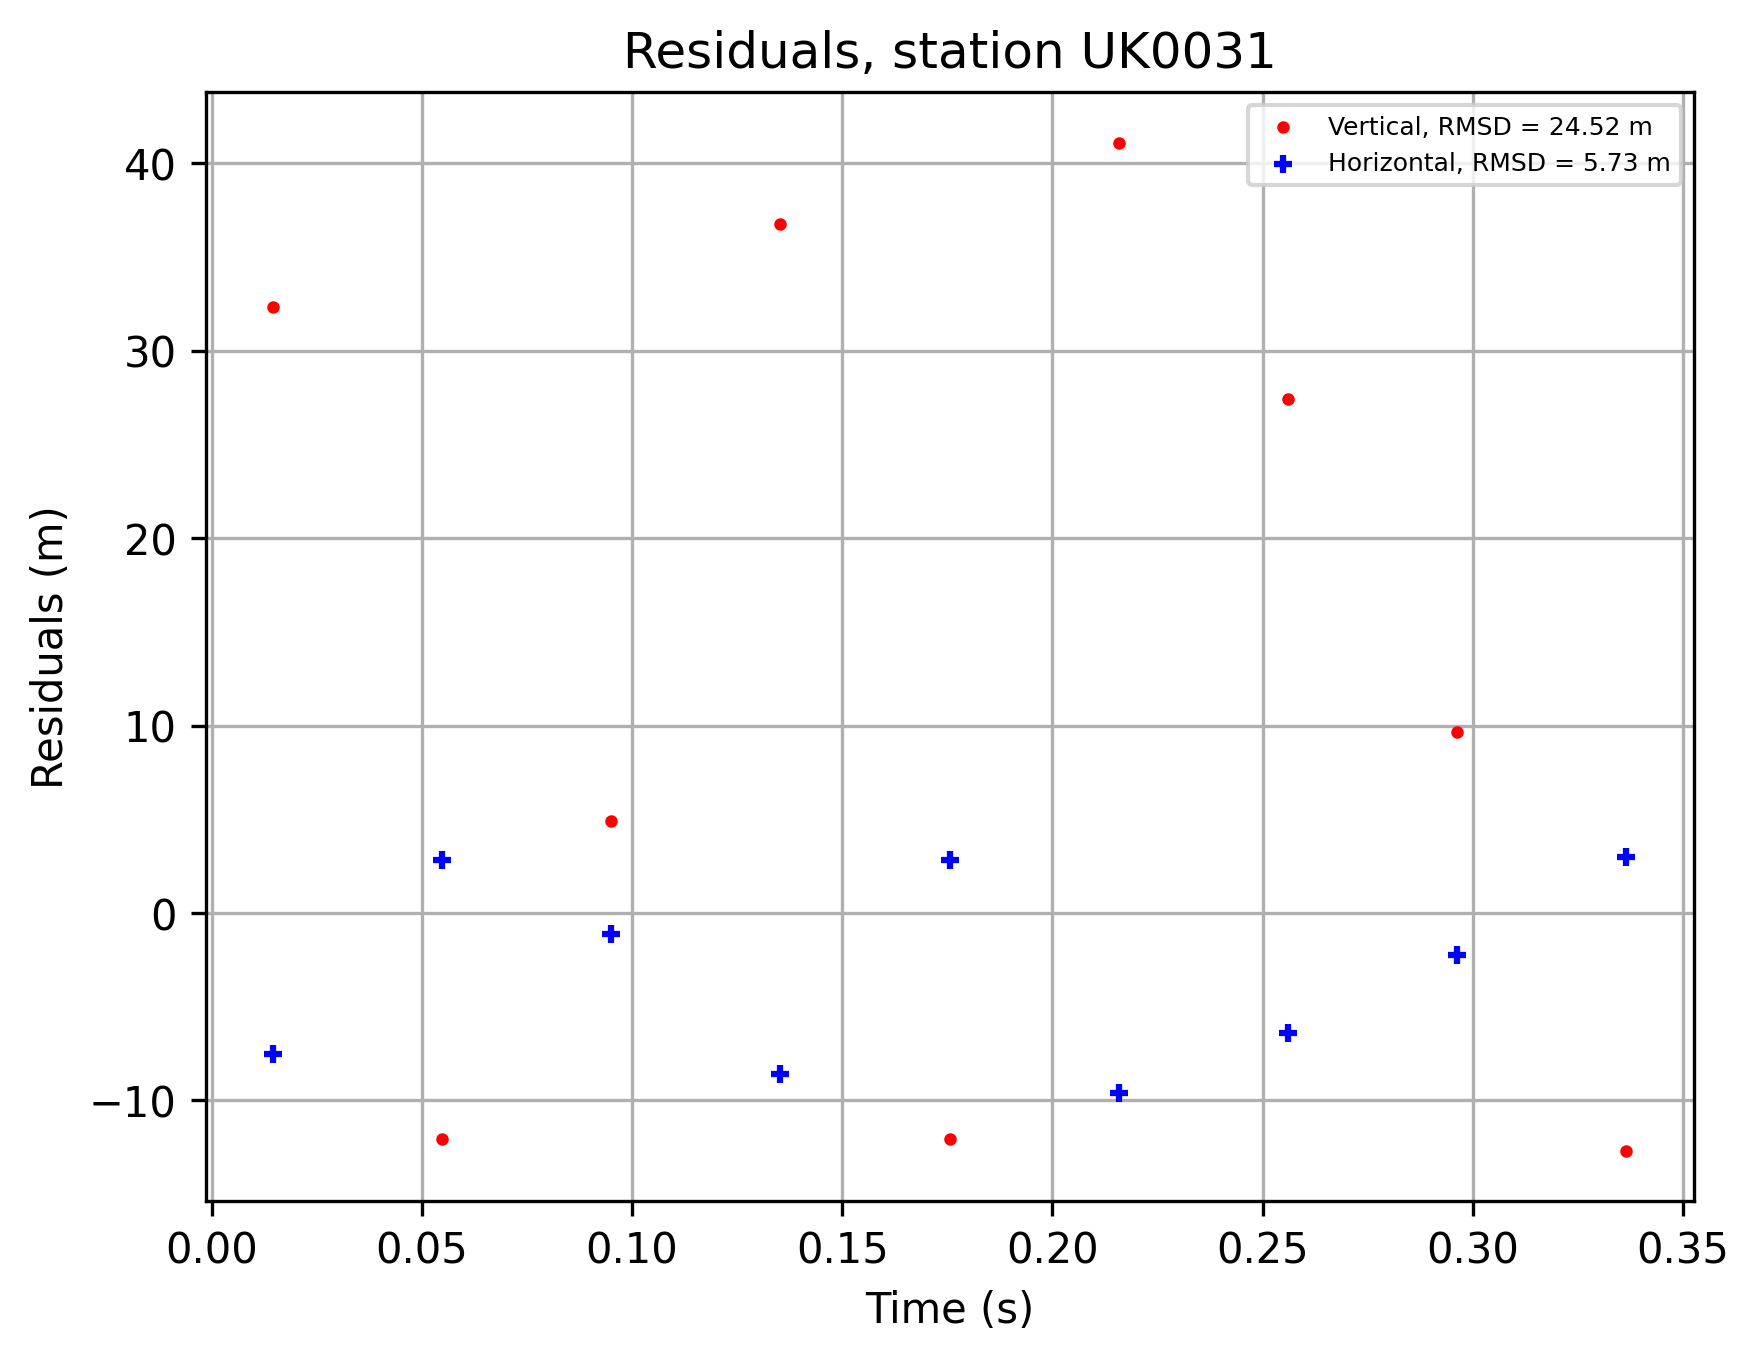 Residuals, station UK0031
Vertical, RMSD = 24.52 m
Horizontal, RMSD = 5.73 m
40
30
20
10
0
−10
Residuals (m)
0.00 0.05 0.10 0.15 0.20 0.25 0.30 0.35
Time (s)